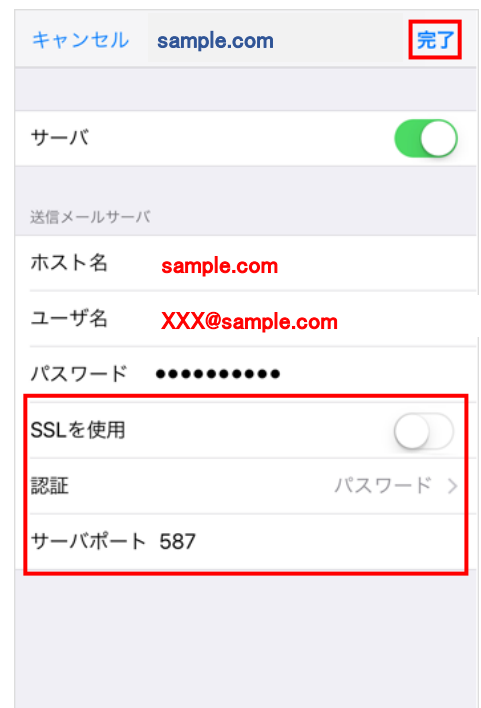 キャンセル sample.com 完了
サーバ
送信メールサーバ
ホスト名 sample.com
ユーザ名 XXX@sample.com
パスワード ●●●●●●●●●●
SSLを使用
認証 パスワード >
サーバポート 587